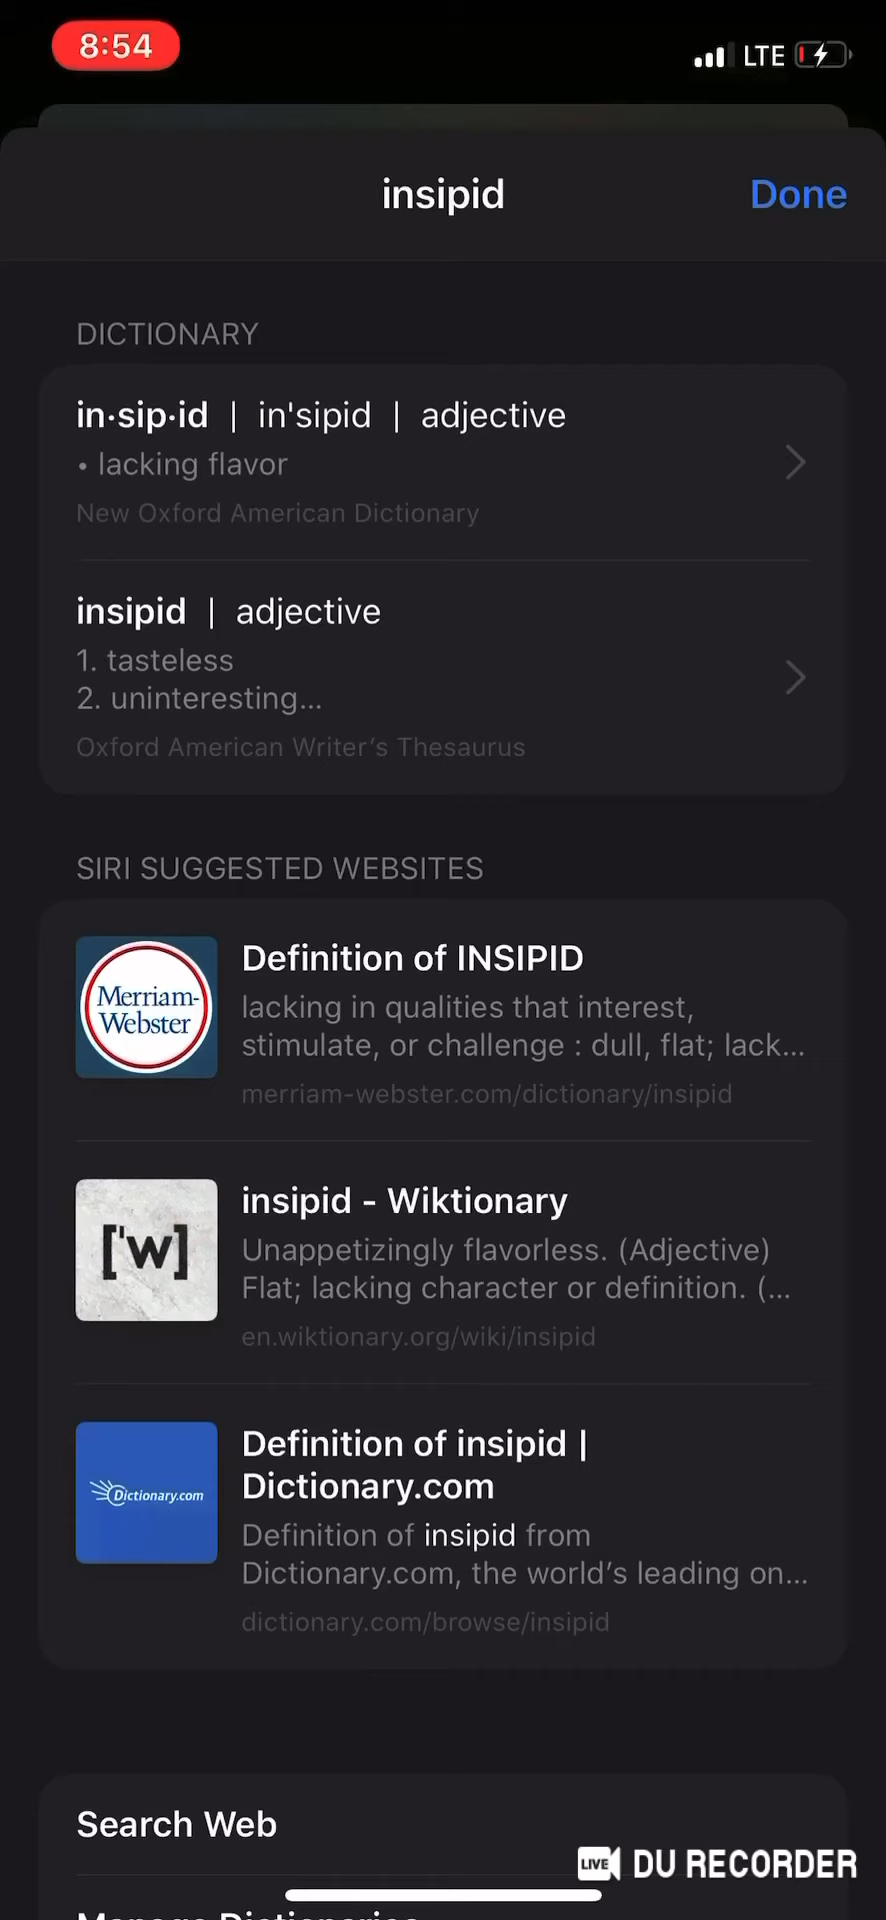 8:54
LTE
insipid
Done
DICTIONARY
in·sip·id | in'sipid | adjective
• lacking flavor
New Oxford American Dictionary
insipid | adjective
1. tasteless
2. uninteresting...
Oxford American Writer's Thesaurus
SIRI SUGGESTED WEBSITES
Merriam-
Webster
Definition of INSIPID
lacking in qualities that interest,
stimulate, or challenge : dull, flat; lack...
merriam-webster.com/dictionary/insipid
['w]
insipid - Wiktionary
Unappetizingly flavorless. (Adjective)
Flat; lacking character or definition. (...
en.wiktionary.org/wiki/insipid
Dictionary.com
Definition of insipid |
Dictionary.com
Definition of insipid from
Dictionary.com, the world's leading on...
dictionary.com/browse/insipid
Search Web
LIVE DU RECORDER
Manage Dictionaries